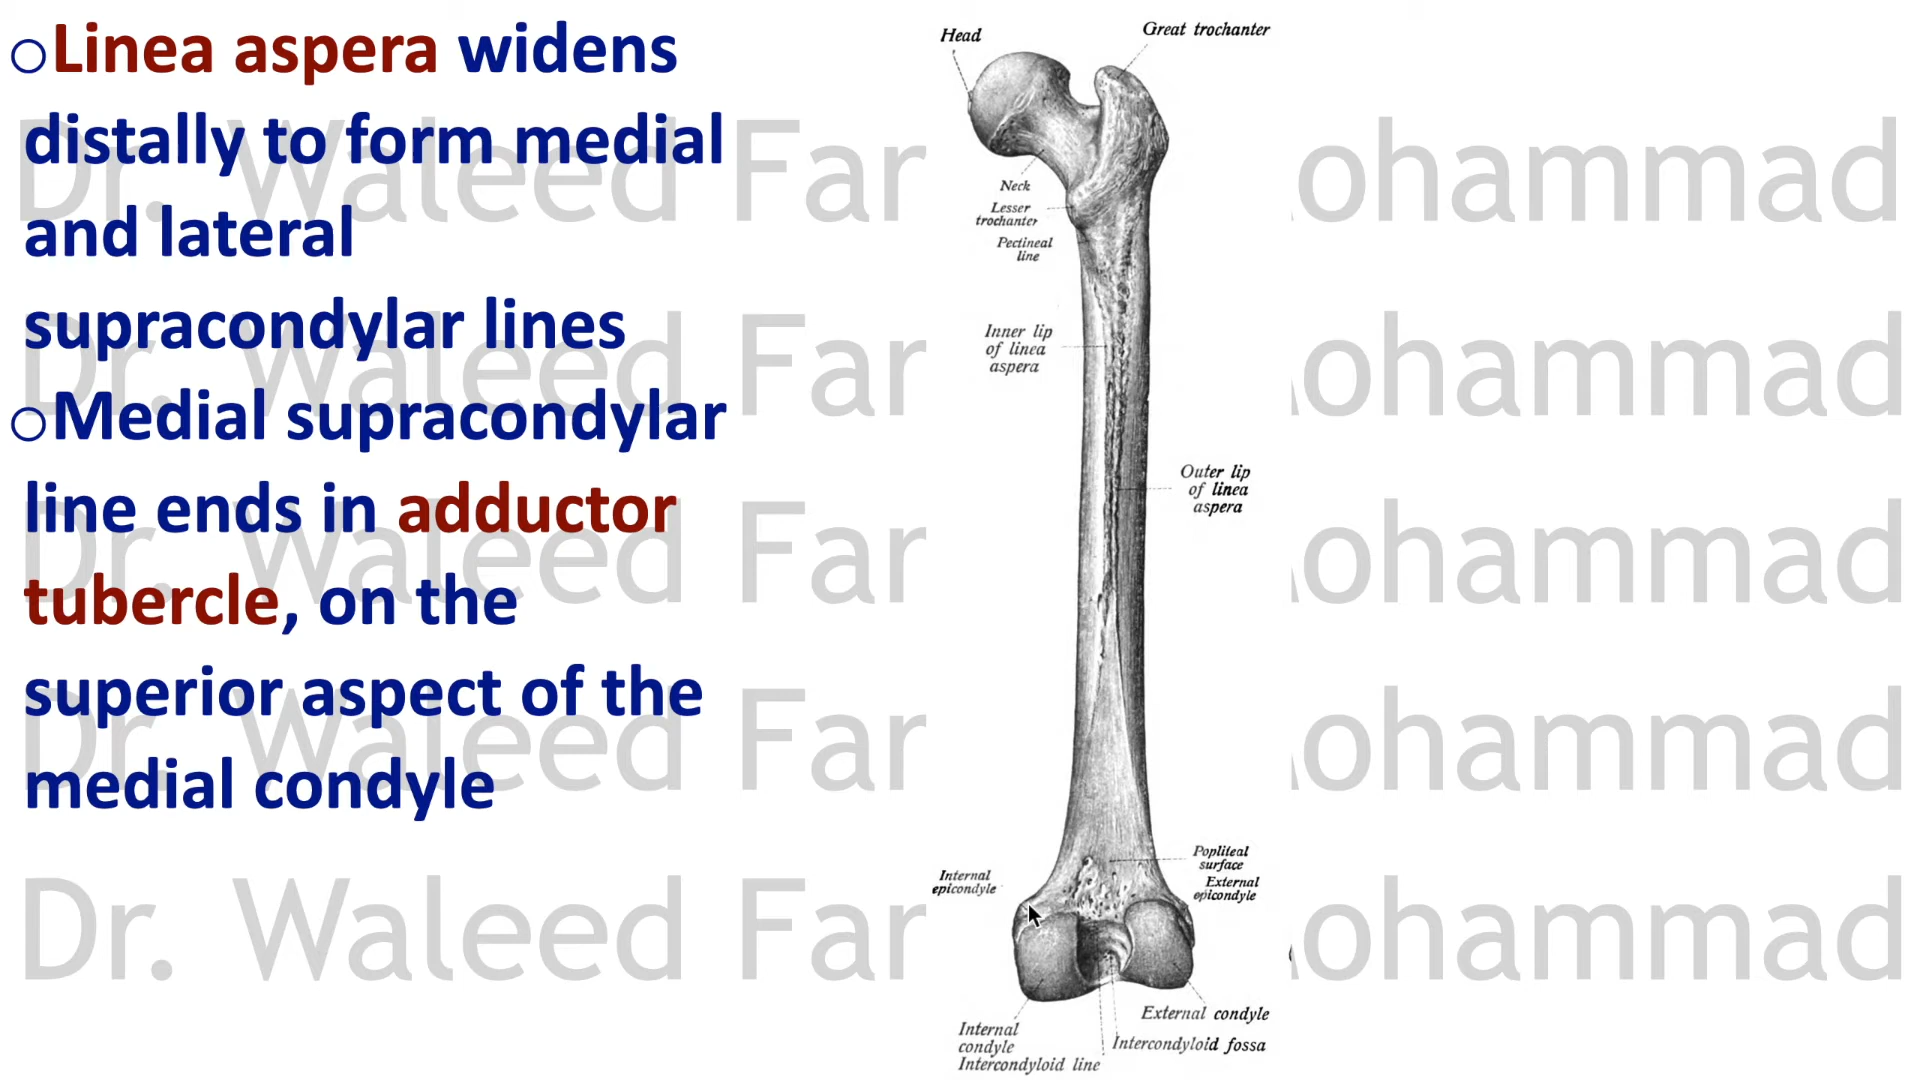 ○Linea aspera widens
distally to form medial
and lateral
supracondylar lines
○Medial supracondylar
line ends in adductor
tubercle, on the
superior aspect of the
medial condyle
Head
Great trochanter
Neck
Lesser
trochanter
Pectineal
line
Inner lip
of linea
aspera
Outer lip
of linea
aspera
Popliteal
surface
Internal
epicondyle
External
epicondyle
External condyle
Internal
condyle
Intercondyloid fossa
Intercondyloid line
Dr. Waleed Far ohammad
Dr. Waleed Far ohammad
Dr. Waleed Far ohammad
Dr. Waleed Far ohammad
Dr. Waleed Far ohammad